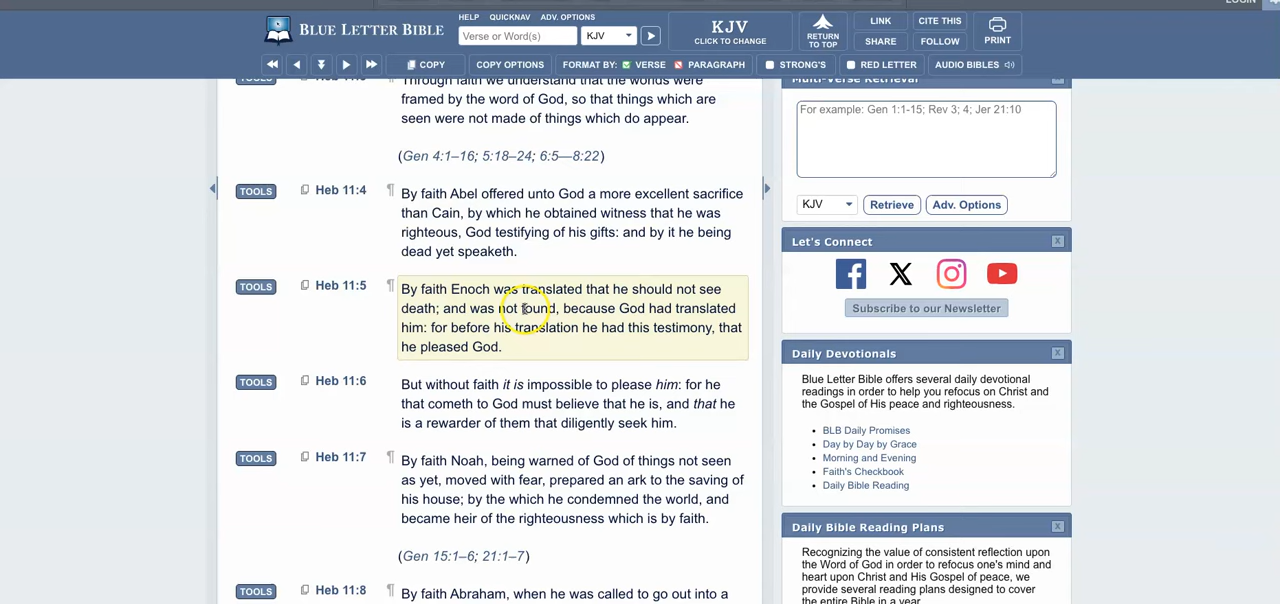 LOGIN
BLUE LETTER BIBLE
HELP QUICKNAV ADV. OPTIONS
Verse or Word(s)
KJV
KJV
CLICK TO CHANGE
RETURN
TO TOP
LINK
CITE THIS
SHARE
FOLLOW
PRINT
COPY
COPY OPTIONS
FORMAT BY: VERSE PARAGRAPH
STRONG'S
RED LETTER
AUDIO BIBLES
Through faith we understand that the worlds were
framed by the word of God, so that things which are
seen were not made of things which do appear.
(Gen 4:1–16; 5:18–24; 6:5—8:22)
TOOLS Heb 11:4 ¶ By faith Abel offered unto God a more excellent sacrifice
than Cain, by which he obtained witness that he was
righteous, God testifying of his gifts: and by it he being
dead yet speaketh.
TOOLS Heb 11:5 ¶ By faith Enoch was translated that he should not see
death; and was not found, because God had translated
him: for before his translation he had this testimony, that
he pleased God.
TOOLS Heb 11:6 But without faith it is impossible to please him: for he
that cometh to God must believe that he is, and that he
is a rewarder of them that diligently seek him.
TOOLS Heb 11:7 ¶ By faith Noah, being warned of God of things not seen
as yet, moved with fear, prepared an ark to the saving of
his house; by the which he condemned the world, and
became heir of the righteousness which is by faith.
(Gen 15:1–6; 21:1–7)
TOOLS Heb 11:8 ¶ By faith Abraham, when he was called to go out into a
Multi-Verse Retrieval
For example: Gen 1:1-15; Rev 3; 4; Jer 21:10
KJV
Retrieve
Adv. Options
Let's Connect
x
Subscribe to our Newsletter
Daily Devotionals
x
Blue Letter Bible offers several daily devotional
readings in order to help you refocus on Christ and
the Gospel of His peace and righteousness.
• BLB Daily Promises
• Day by Day by Grace
• Morning and Evening
• Faith's Checkbook
• Daily Bible Reading
Daily Bible Reading Plans
x
Recognizing the value of consistent reflection upon
the Word of God in order to refocus one's mind and
heart upon Christ and His Gospel of peace, we
provide several reading plans designed to cover
the entire Bible in a year.